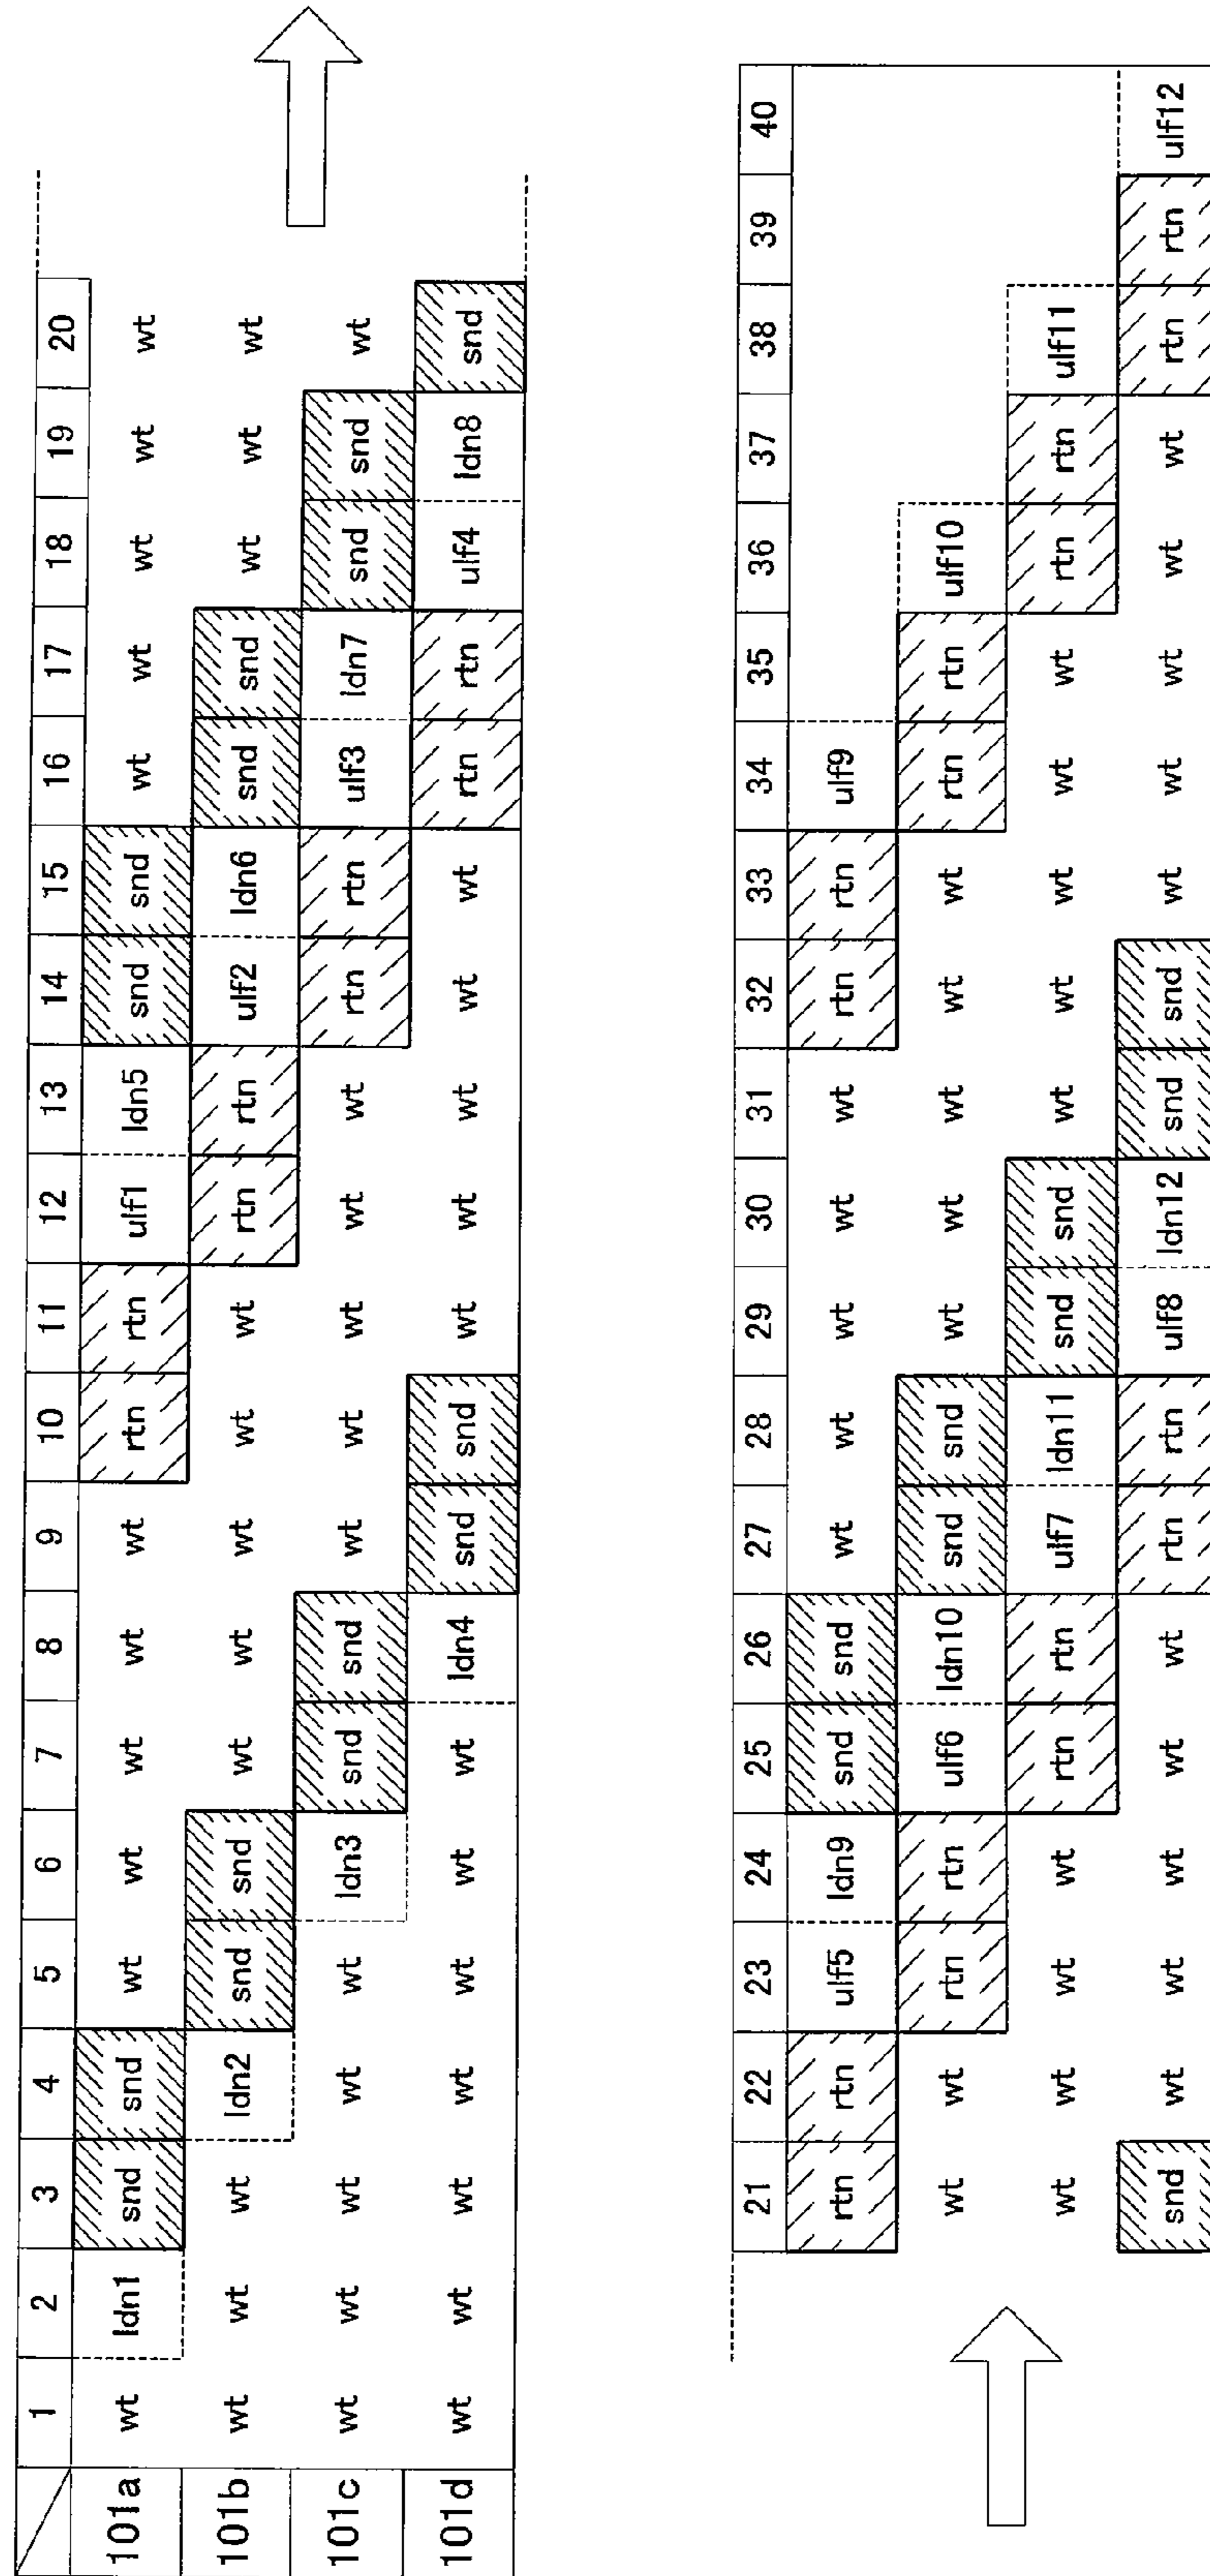 1 2 3 4 5 6 7 8 9 10 11 12 13 14 15 16 17 18 19 20
101a wt ldn1 snd snd wt wt wt wt wt rtn rtn ulf1 ldn5 snd snd wt wt wt wt wt
101b wt wt wt ldn2 snd snd wt wt wt wt wt rtn rtn ulf2 ldn6 snd snd wt wt wt
101c wt wt wt wt wt ldn3 snd snd wt wt wt wt wt rtn rtn ulf3 ldn7 snd snd wt
101d wt wt wt wt wt wt wt ldn4 snd snd wt wt wt wt wt rtn rtn ulf4 ldn8 snd
21 22 23 24 25 26 27 28 29 30 31 32 33 34 35 36 37 38 39 40
rtn rtn ulf5 ldn9 snd snd wt wt wt wt wt rtn rtn ulf9
wt wt rtn rtn ulf6 ldn10 snd snd wt wt wt wt wt rtn rtn ulf10
wt wt wt wt rtn rtn ulf7 ldn11 snd snd wt wt wt wt wt rtn rtn ulf11
snd wt wt wt wt wt rtn rtn ulf8 ldn12 snd snd wt wt wt wt wt rtn rtn ulf12